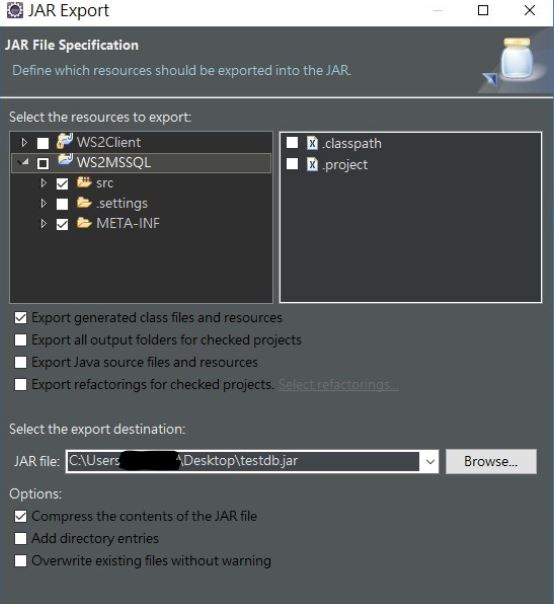 JAR Export
JAR File Specification
Define which resources should be exported into the JAR.
Select the resources to export:
WS2Client
WS2MSSQL
src
.settings
META-INF
.classpath
.project
Export generated class files and resources
Export all output folders for checked projects
Export Java source files and resources
Export refactorings for checked projects. Select refactorings...
Select the export destination:
JAR file: C:\Users \Desktop\testdb.jar Browse...
Options:
Compress the contents of the JAR file
Add directory entries
Overwrite existing files without warning